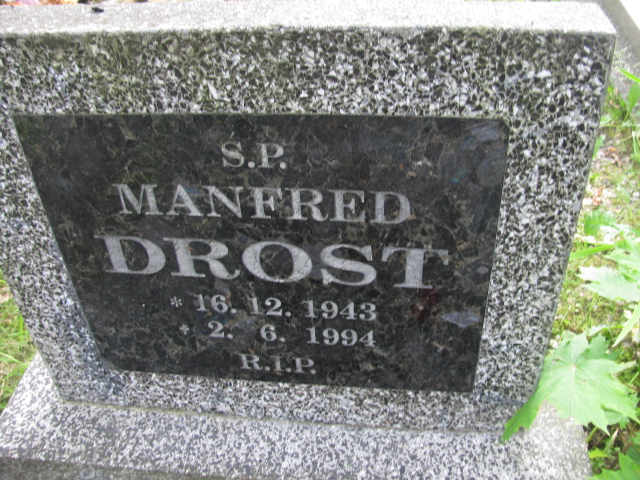 S.P.
MANFRED
DROST
* 16. 12. 1943
+ 2. 6. 1994
R.I.P.